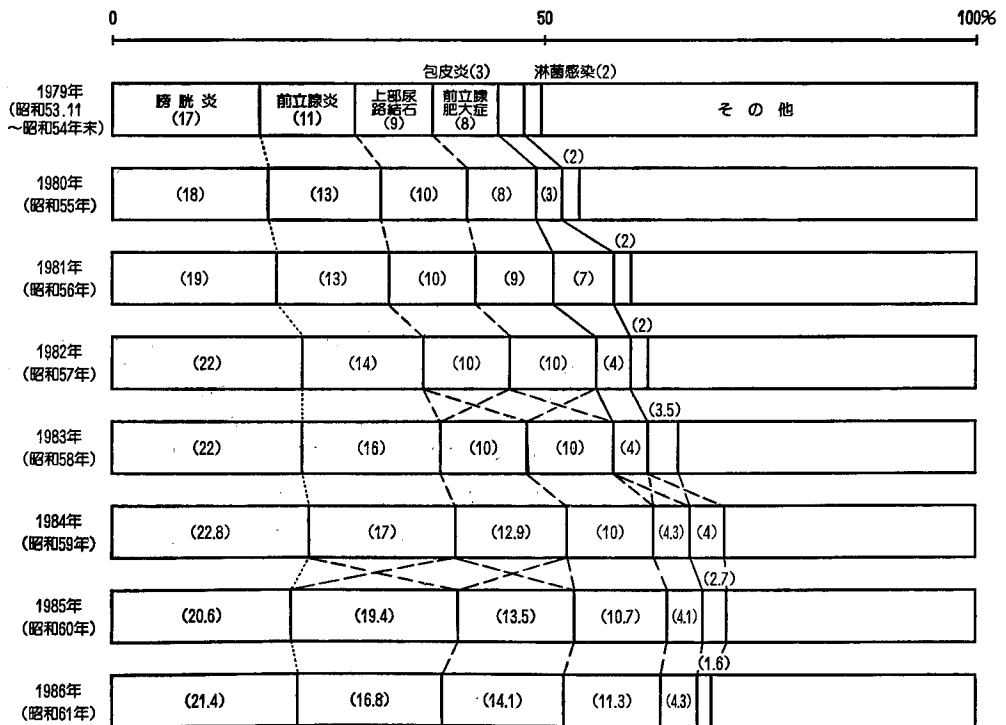 0 50 100%
包皮炎(3) 淋菌感染(2)
1979年
(昭和53.11
～昭和54年末)
膀胱炎
(17)
前立腺炎
(11)
上部尿
路結石
(9)
前立腺
肥大症
(8)
その他
(2)
1980年
(昭和55年)
(18) (13) (10) (8) (3)
(2)
1981年
(昭和56年)
(19) (13) (10) (9) (7)
(2)
1982年
(昭和57年)
(22) (14) (10) (10) (4)
(3.5)
1983年
(昭和58年)
(22) (16) (10) (10) (4)
1984年
(昭和59年)
(22.8) (17) (12.9) (10) (4.3) (4)
(2.7)
1985年
(昭和60年)
(20.6) (19.4) (13.5) (10.7) (4.1)
(1.6)
1986年
(昭和61年)
(21.4) (16.8) (14.1) (11.3) (4.3)